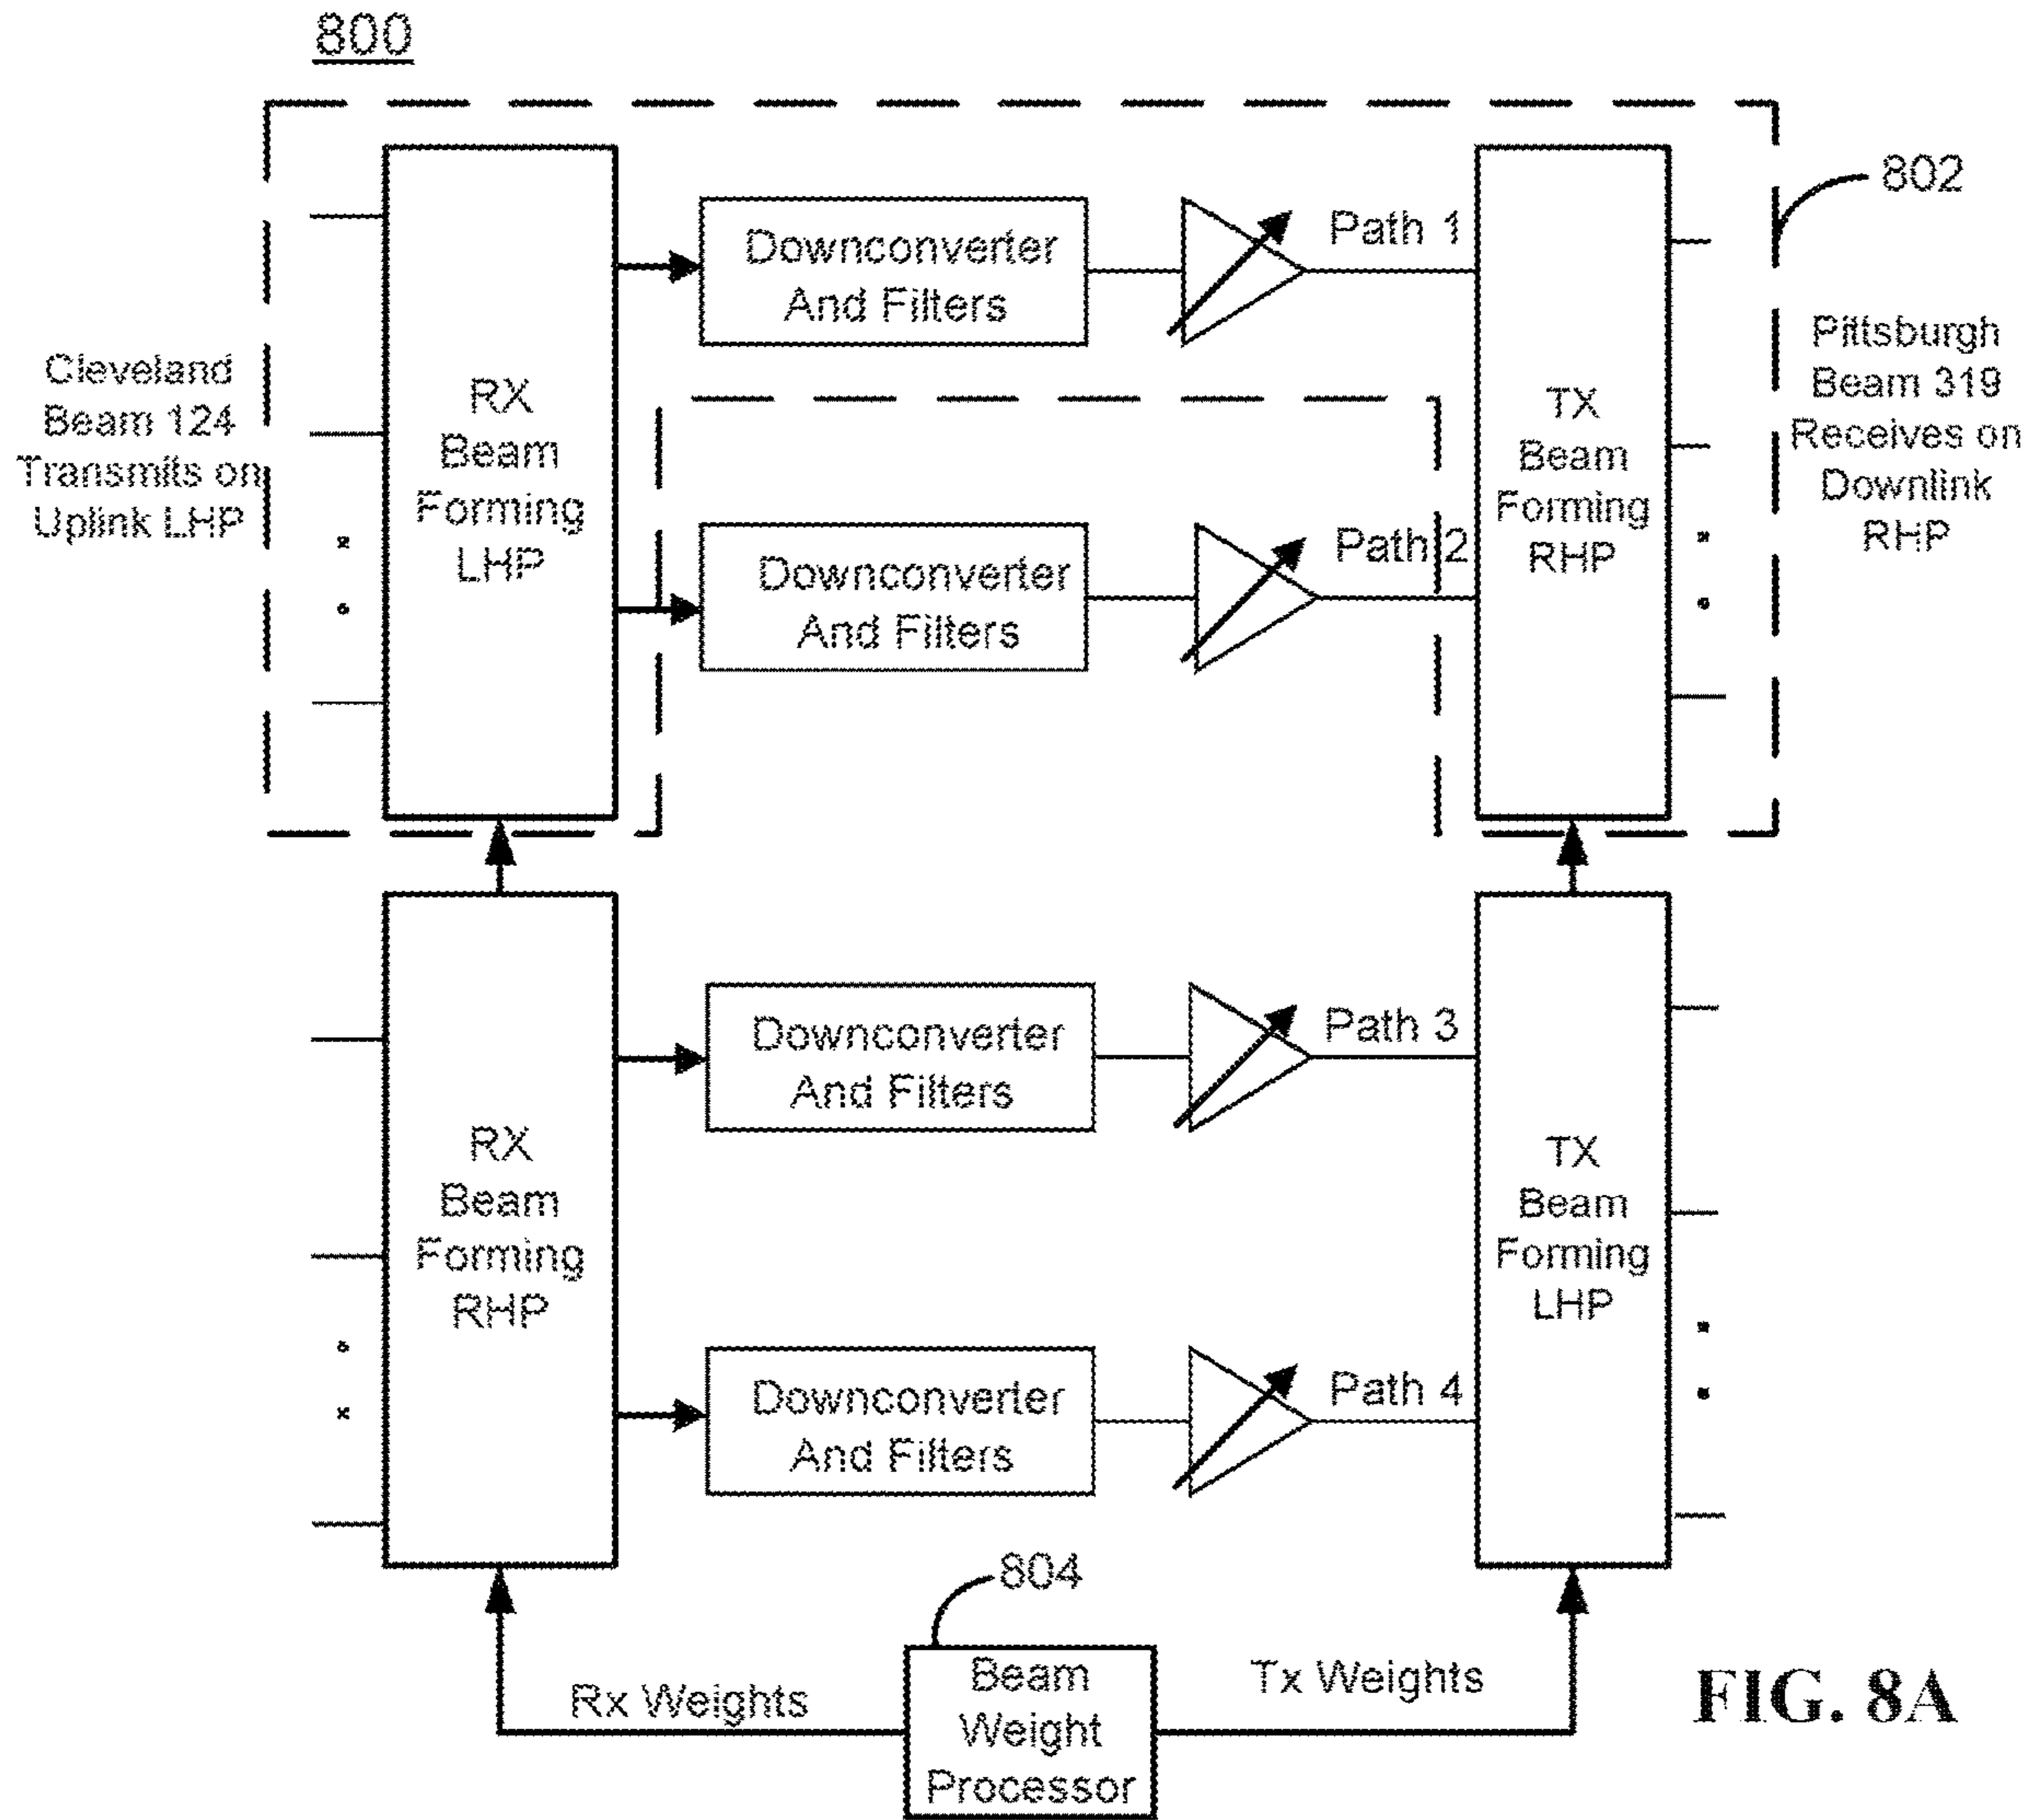 800
802
Cleveland
Beam 124
Transmits on
Uplink LHP
RX
Beam
Forming
LHP
Downconverter
And Filters
Path 1
Downconverter
And Filters
Path 2
TX
Beam
Forming
RHP
Pittsburgh
Beam 319
Receives on
Downlink
RHP
RX
Beam
Forming
RHP
Downconverter
And Filters
Path 3
Downconverter
And Filters
Path 4
TX
Beam
Forming
LHP
804
Rx Weights
Beam
Weight
Processor
Tx Weights
FIG. 8A